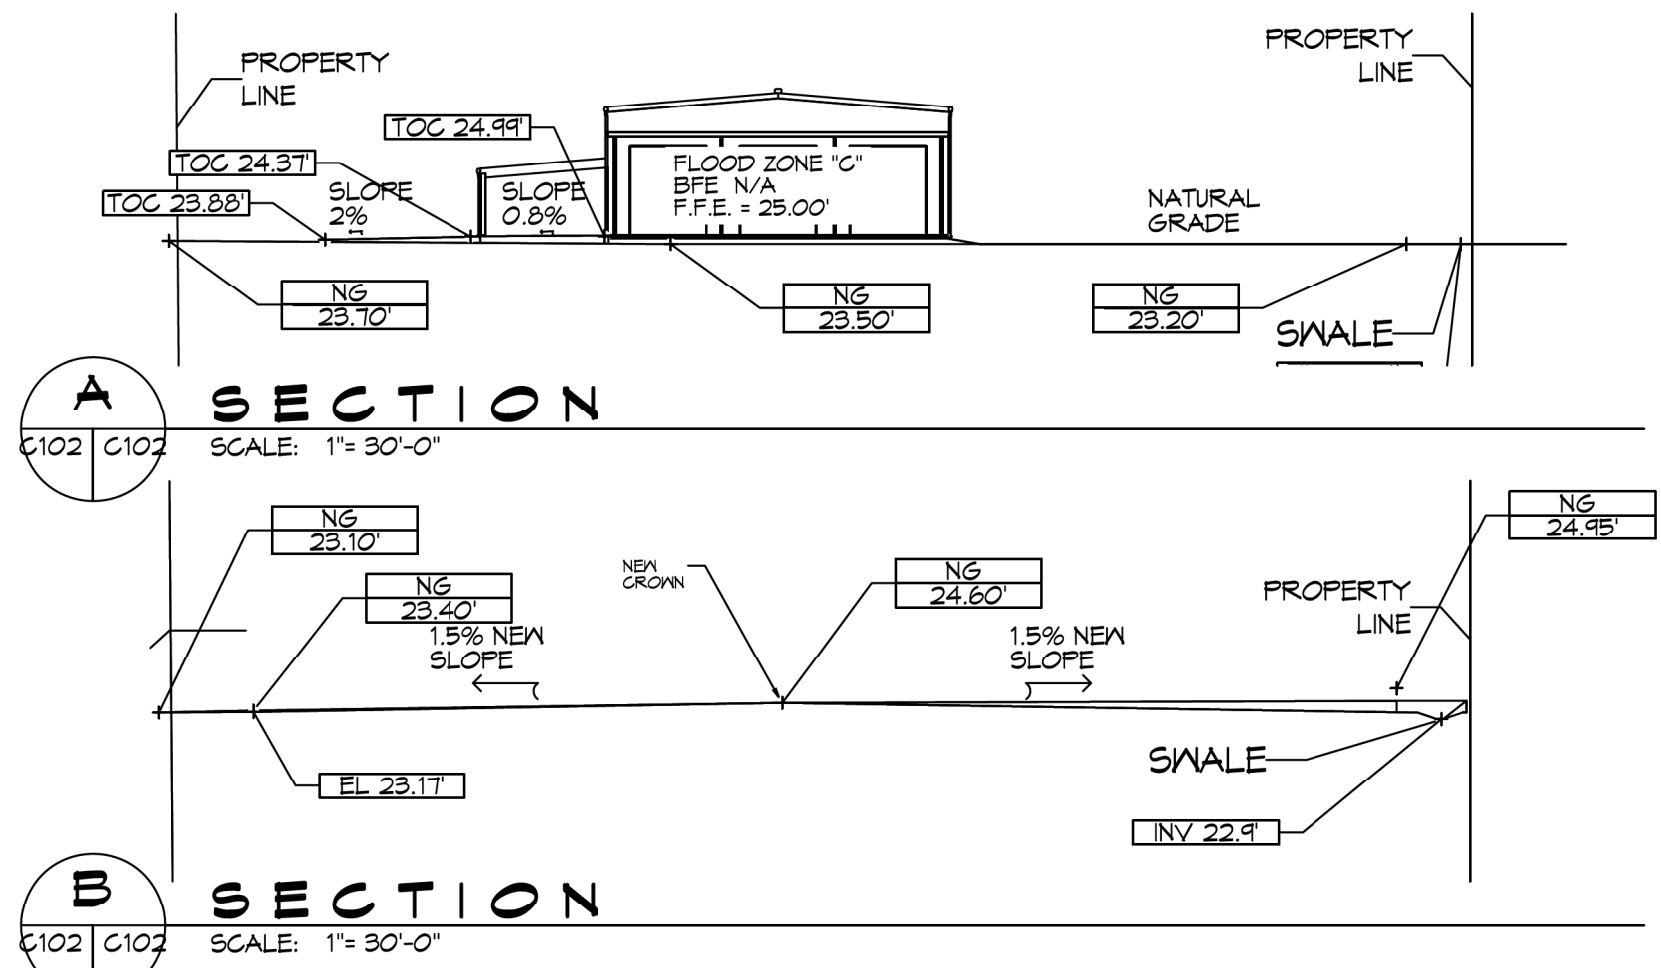 PROPERTY
LINE
PROPERTY
LINE
TOC 24.99'
TOC 24.37'
TOC 23.88'
SLOPE
2%
SLOPE
0.8%
FLOOD ZONE "C"
BFE N/A
F.F.E. = 25.00'
NATURAL
GRADE
NG
23.70'
NG
23.50'
NG
23.20'
SWALE
A
C102
C102
SECTION
SCALE: 1"= 30'-0"
NG
23.10'
NG
23.40'
1.5% NEW
SLOPE
NEW
CROWN
NG
24.60'
1.5% NEW
SLOPE
PROPERTY
LINE
NG
24.95'
EL 23.17'
SWALE
INV 22.9'
B
C102
C102
SECTION
SCALE: 1"= 30'-0"